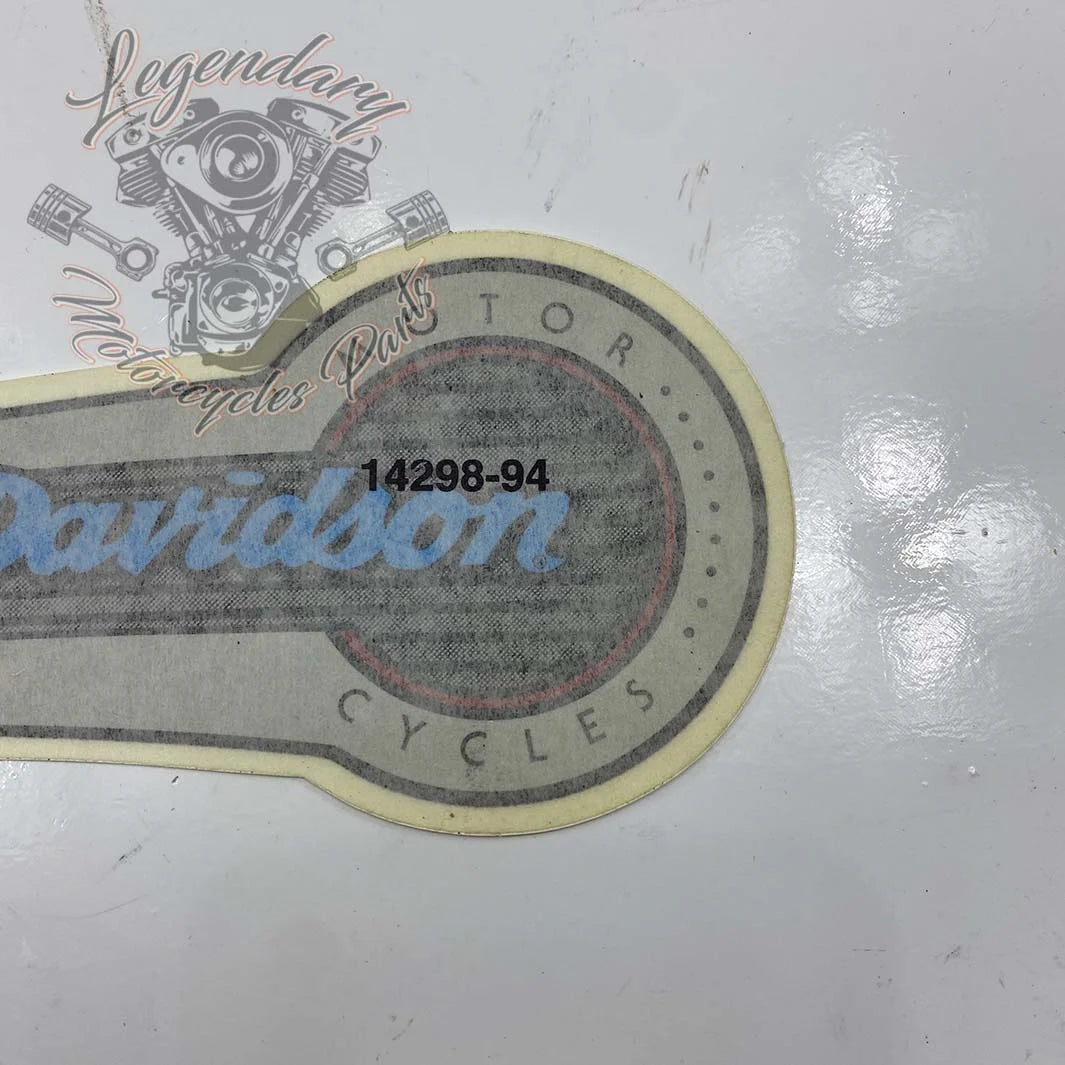 Legendary
Motorcycles Parts
MOTOR
14298-94
Davidson
®
CYCLES